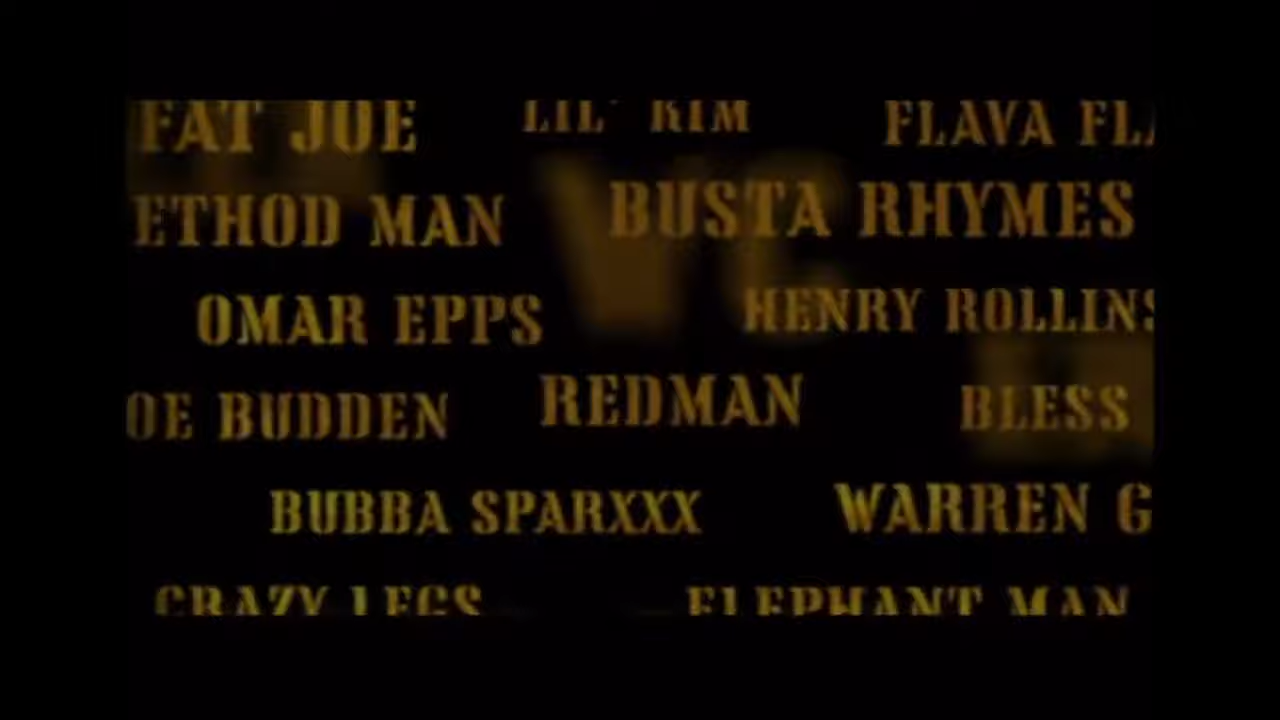 FAT JOE LIL' KIM FLAVA FLA
ETHOD MAN BUSTA RHYMES
OMAR EPPS HENRY ROLLINS
OE BUDDEN REDMAN BLESS
BUBBA SPARXXX WARREN G
CRAZY LEGS ELEPHANT MAN